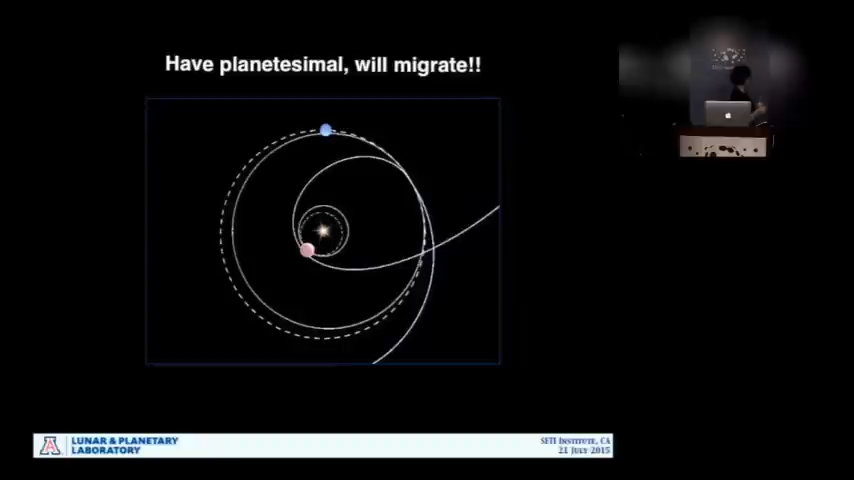 Have planetesimal, will migrate!!
LUNAR & PLANETARY
LABORATORY
SETI INSTITUTE, CA
21 JULY 2015